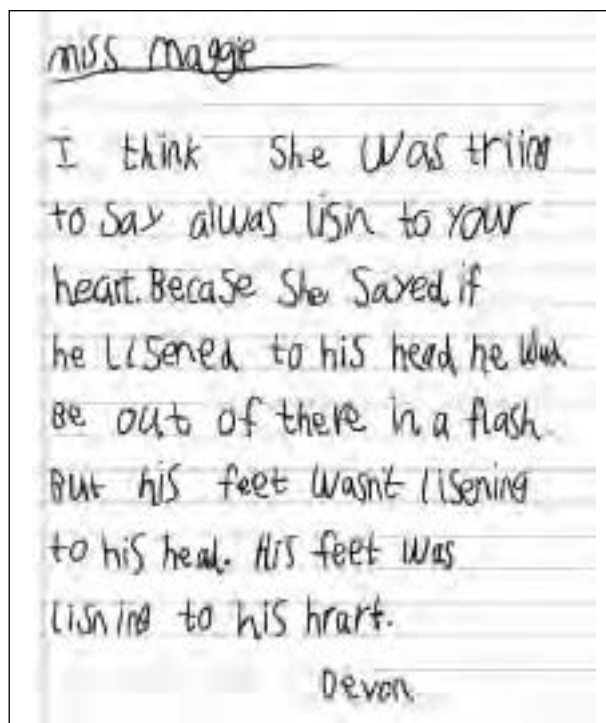 miss maggie
I think She Was triing
to Say alwas lisin to Your
heart. Becase She Sayed, if
he Lisened to his head he Wud
Be out of there in a flash.
But his feet Wasnt lisening
to his head. His feet Was
lisning to his hrart.
Devon